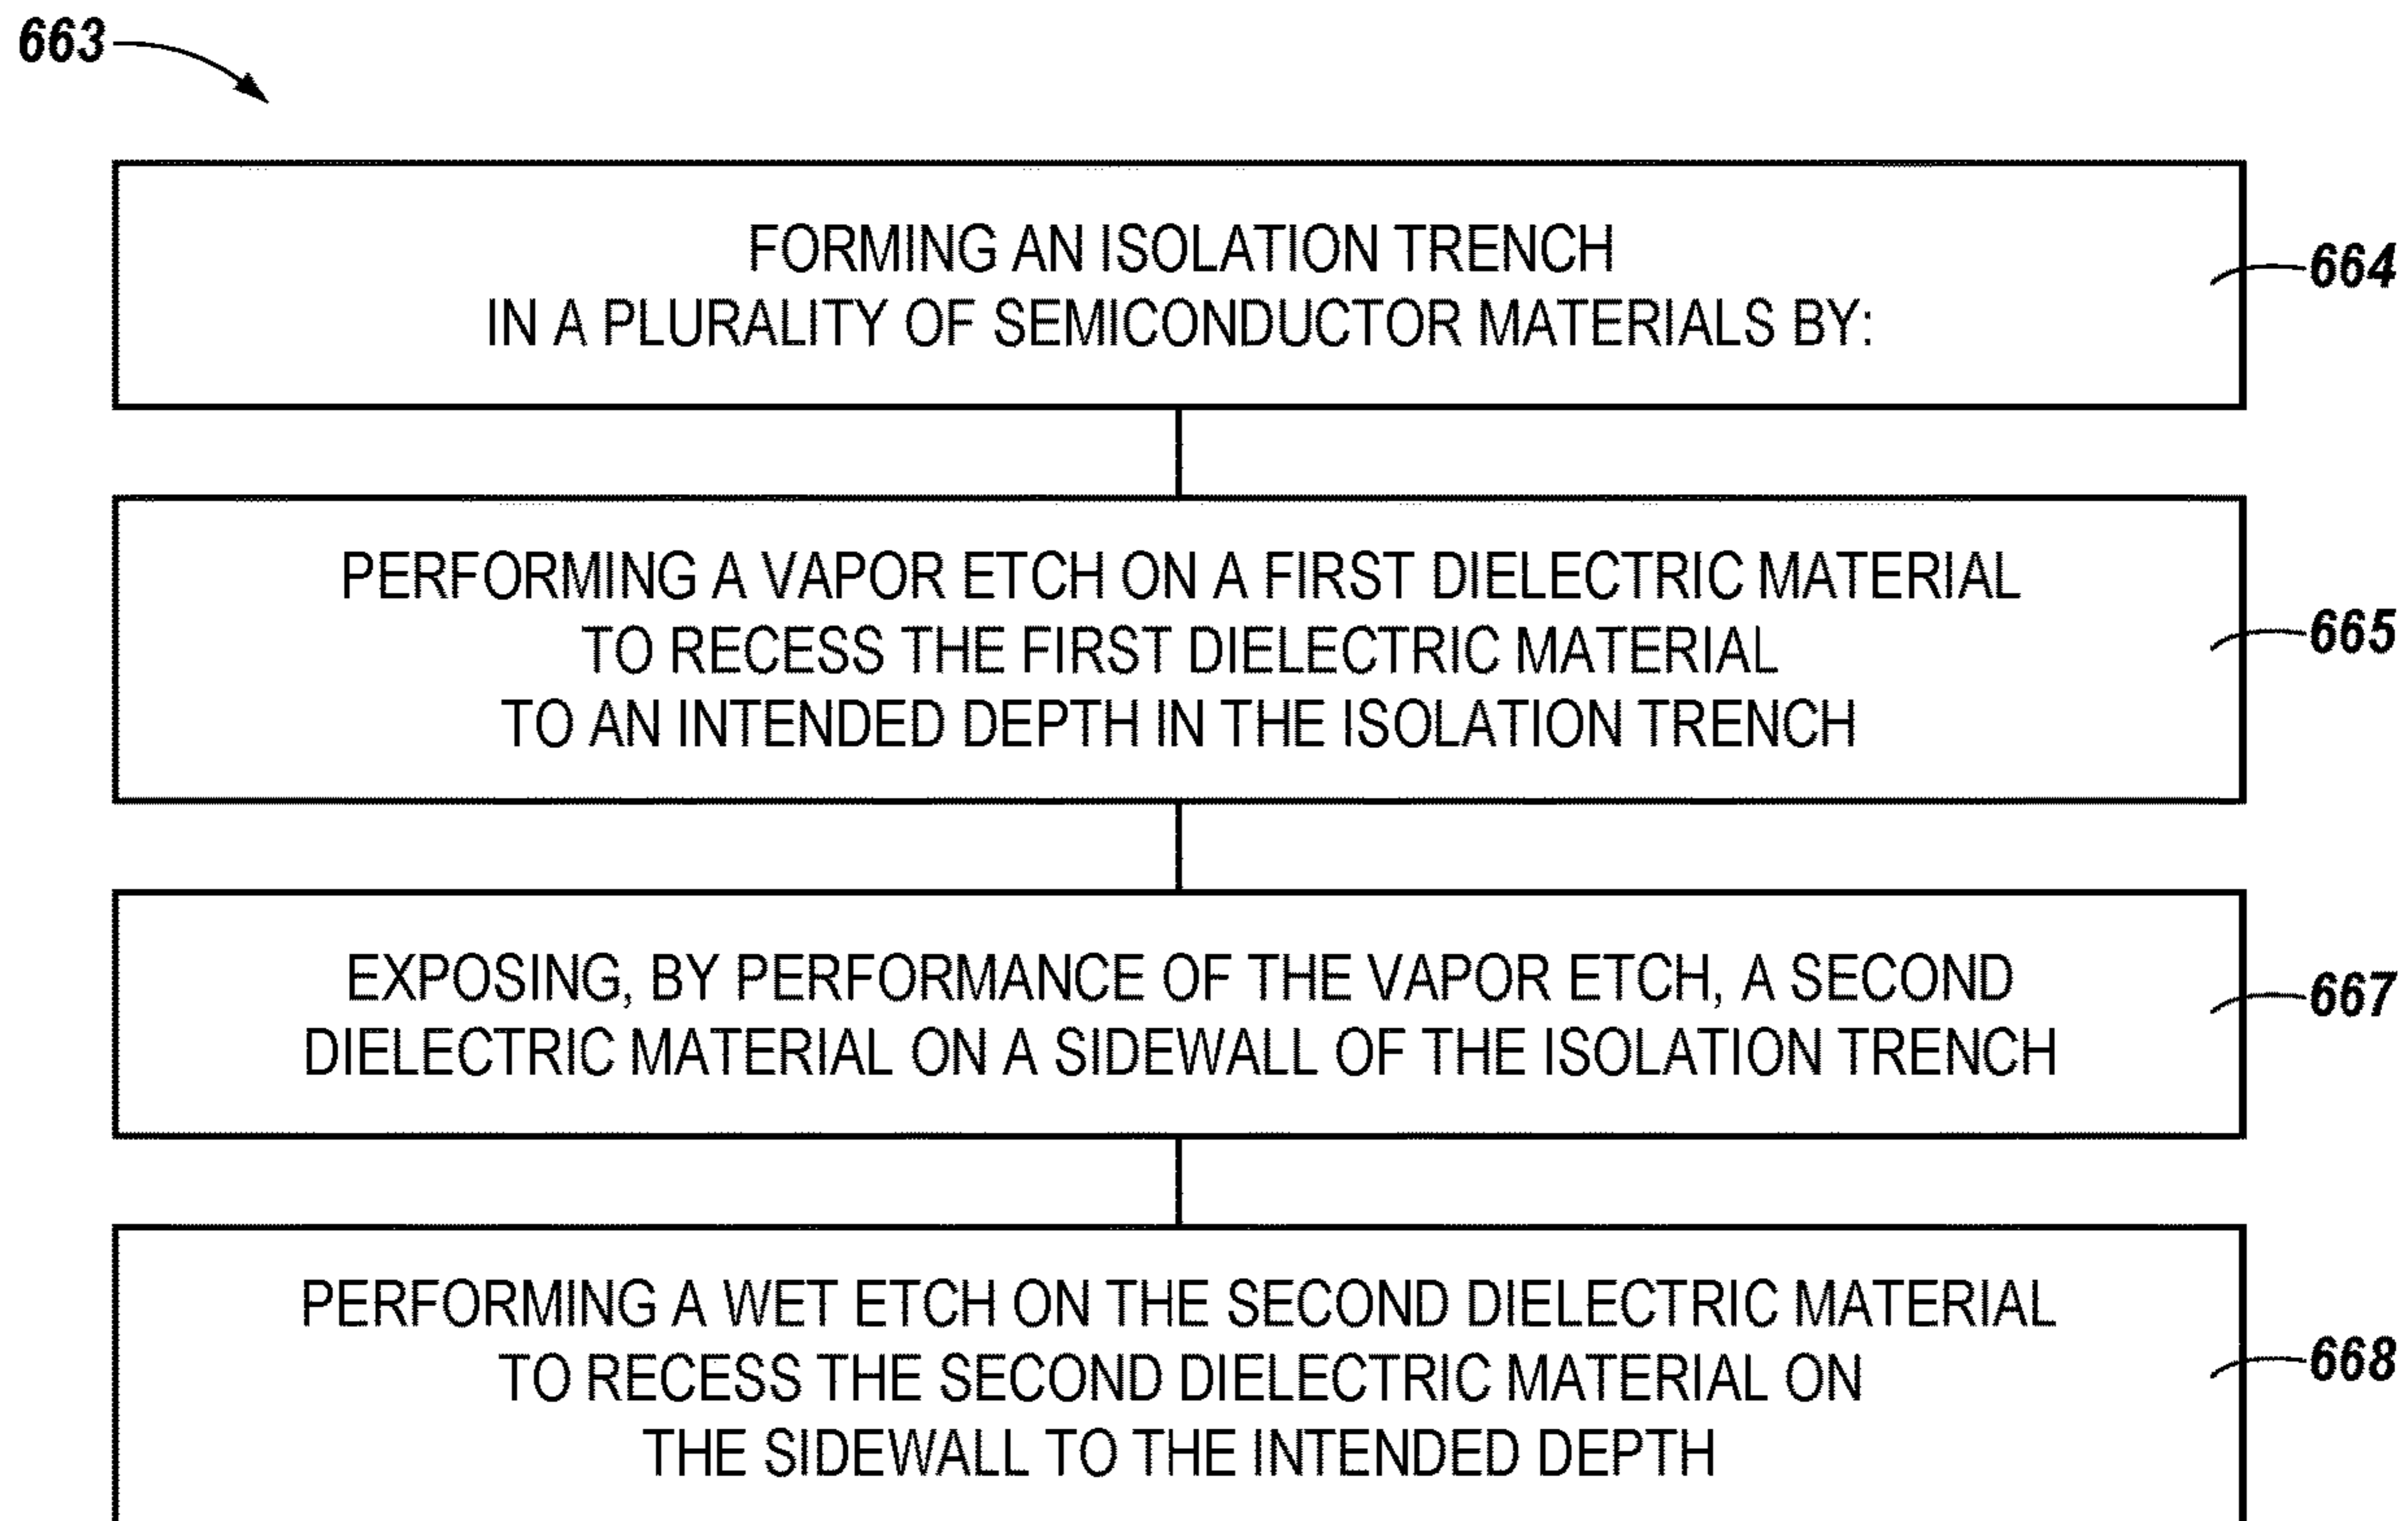 663
FORMING AN ISOLATION TRENCH
IN A PLURALITY OF SEMICONDUCTOR MATERIALS BY:
664
PERFORMING A VAPOR ETCH ON A FIRST DIELECTRIC MATERIAL
TO RECESS THE FIRST DIELECTRIC MATERIAL
TO AN INTENDED DEPTH IN THE ISOLATION TRENCH
665
EXPOSING, BY PERFORMANCE OF THE VAPOR ETCH, A SECOND
DIELECTRIC MATERIAL ON A SIDEWALL OF THE ISOLATION TRENCH
667
PERFORMING A WET ETCH ON THE SECOND DIELECTRIC MATERIAL
TO RECESS THE SECOND DIELECTRIC MATERIAL ON
THE SIDEWALL TO THE INTENDED DEPTH
668